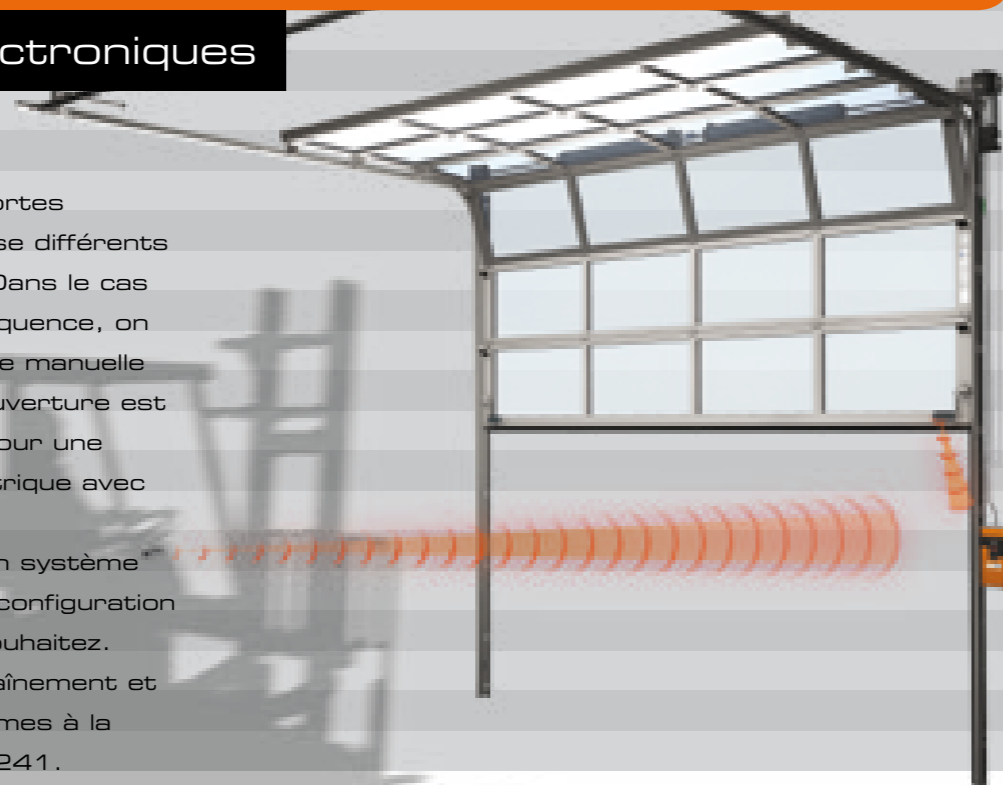 ctroniques
ortes
se différents
Dans le cas
quence, on
e manuelle
uverture est
our une
trique avec
n système
configuration
ouhaitez.
aînement et
mes à la
241.